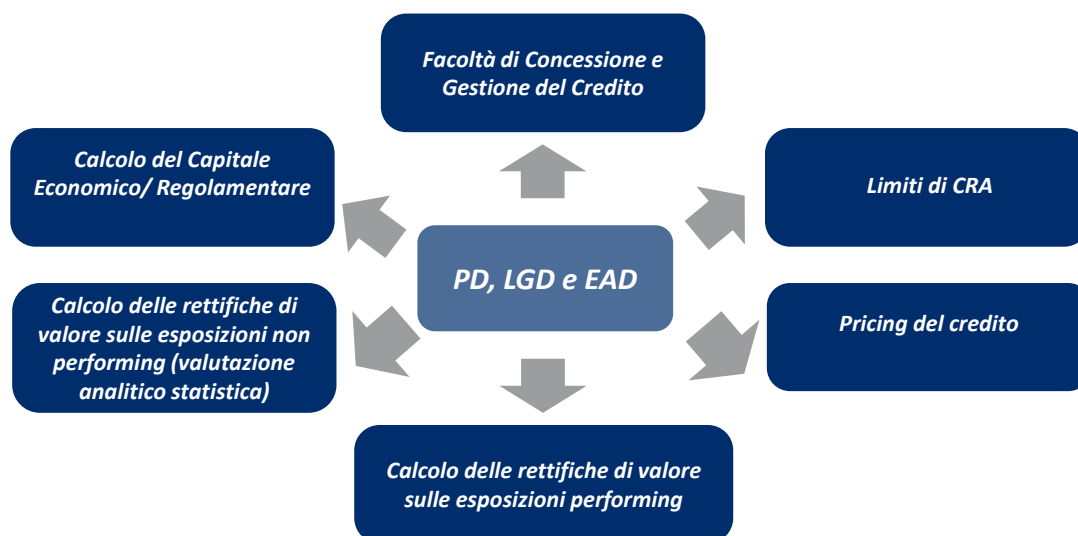 Facoltà di Concessione e
Gestione del Credito
Calcolo del Capitale
Economico/ Regolamentare
Limiti di CRA
PD, LGD e EAD
Calcolo delle rettifiche di
valore sulle esposizioni non
performing (valutazione
analitico statistica)
Pricing del credito
Calcolo delle rettifiche di valore
sulle esposizioni performing